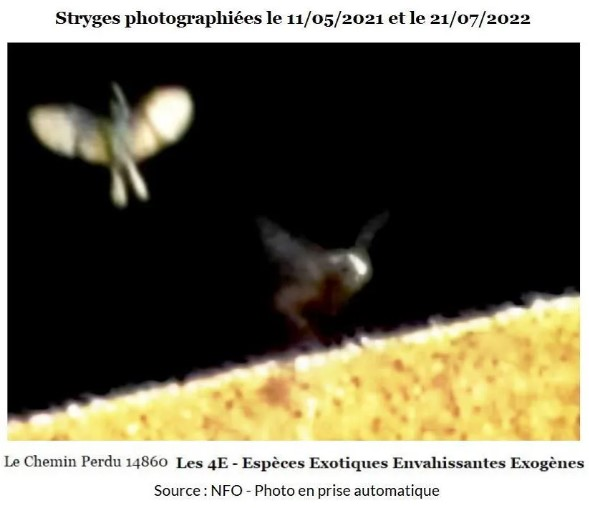 Stryges photographiées le 11/05/2021 et le 21/07/2022
Le Chemin Perdu 14860 Les 4E - Espèces Exotiques Envahissantes Exogènes
Source : NFO - Photo en prise automatique